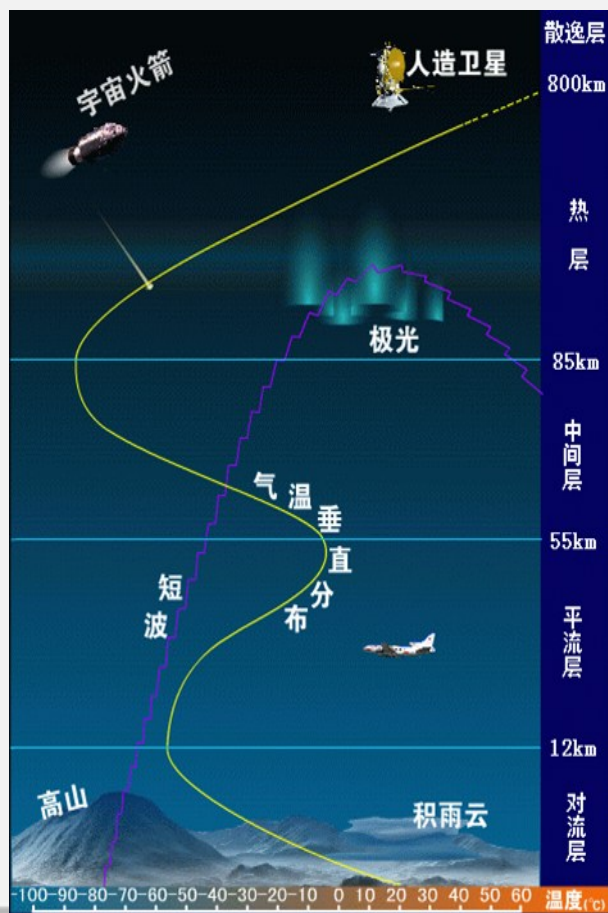 散逸层
人造卫星
宇宙火箭
800km
热层
极光
85km
中间层
气温垂直分布
55km
短波
平流层
12km
高山
积雨云
对流层
-100-90-80-70-60-50-40-30-20-10 0 10 20 30 40 50 60 温度(℃)